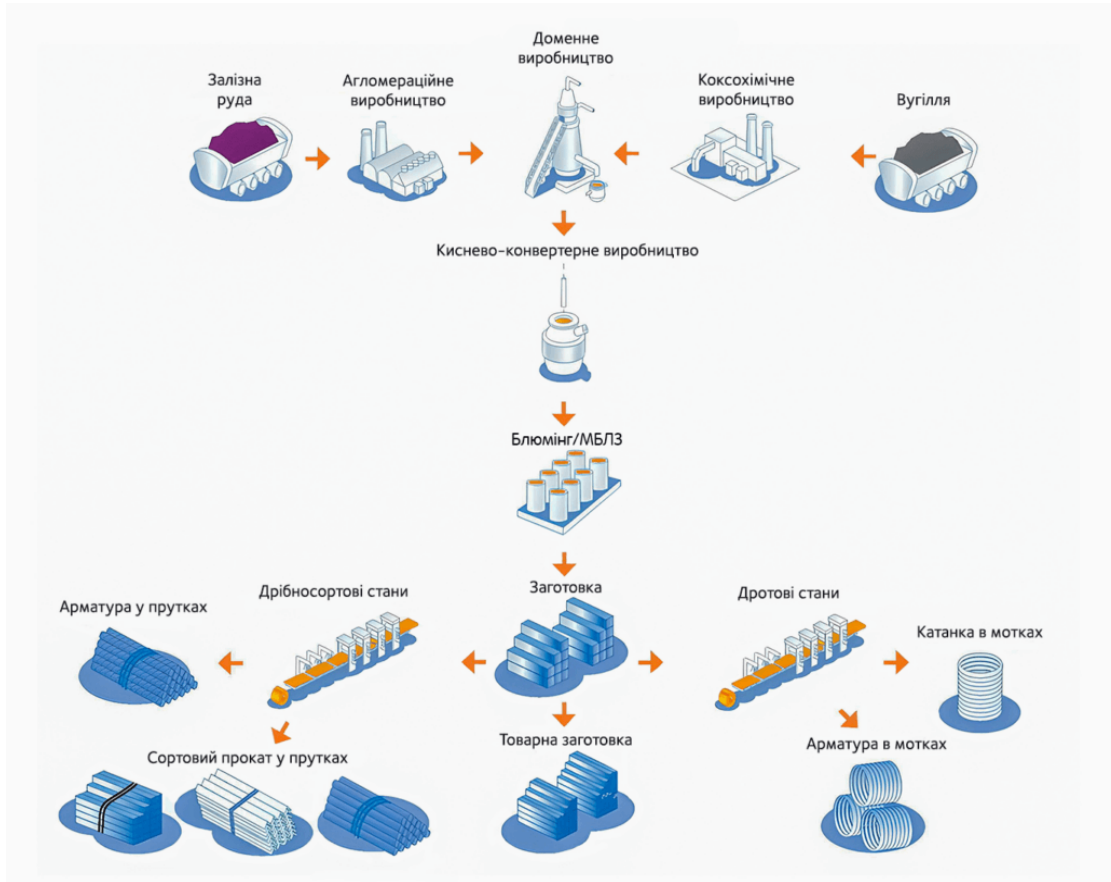 Залізна
руда
Агломераційне
виробництво
Доменне
виробництво
Коксохімічне
виробництво
Вугілля
Киснево-конвертерне виробництво
Блюмінг/МБЛЗ
Арматура у прутках
Дрібносортові стани
Заготовка
Дротові стани
Катанка в мотках
Сортовий прокат у прутках
Товарна заготовка
Арматура в мотках